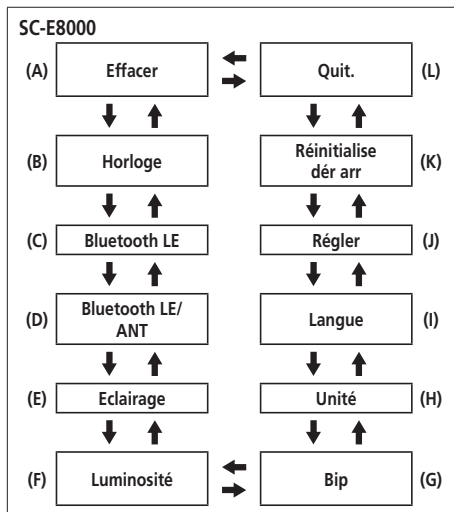 SC-E8000
(A) Effacer Quit. (L)
(B) Horloge Réinitialise
dér arr (K)
(C) Bluetooth LE Régler (J)
(D) Bluetooth LE/
ANT Langue (I)
(E) Eclairage Unité (H)
(F) Luminosité Bip (G)